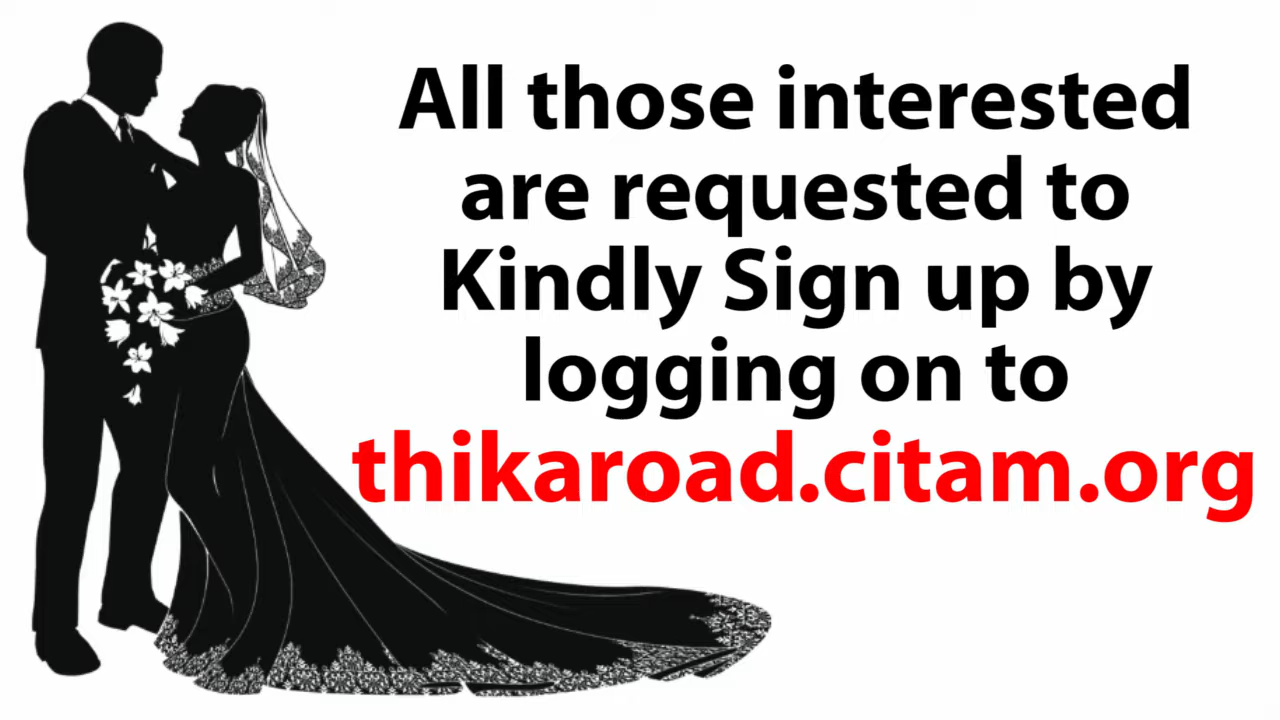 All those interested
are requested to
Kindly Sign up by
logging on to
thikaroad.citam.org